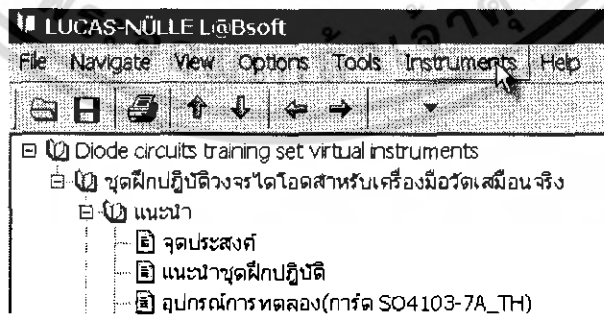 LUCAS-NÜLLE L@Bsoft
File Navigate View Options Tools Instruments Help
Diode circuits training set virtual instruments
ชุดฝึกปฏิบัติวงจรไดโอดสำหรับเครื่องมือวัดเสมือนจริง
แนะนำ
จุดประสงค์
แนะนำชุดฝึกปฏิบัติ
อุปกรณ์การทดลอง(การ์ด SO4103-7A_TH)